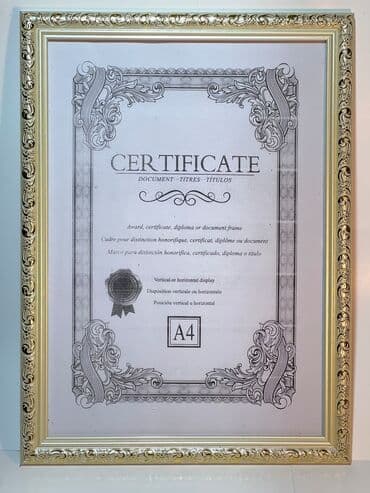 CERTIFICATE
DOCUMENT - TITRES - TÍTULOS
Award, certificate, diploma or document frame
Cadre pour distinction honorifique, certificat, diplôme ou document
Marco para distinción honorífica, certificado, diploma o título
Vertical or horizontal display
Disposition verticale ou horizontale
Posición vertical u horizontal
A4